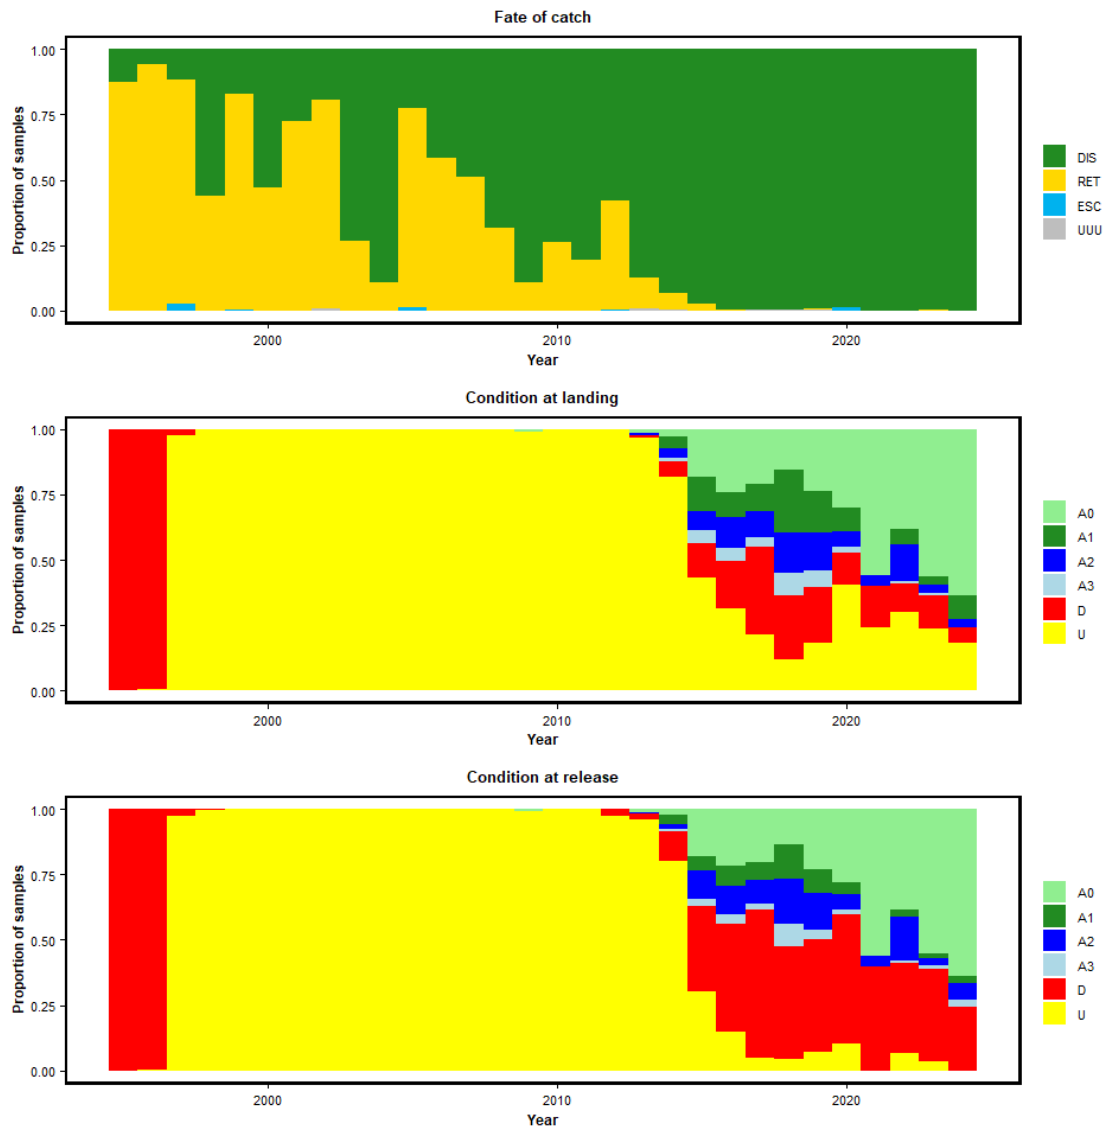 Fate of catch
Proportion of samples
1.00
0.75
0.50
0.25
0.00
2000
2010
2020
Year
DIS
RET
ESC
UUU
Condition at landing
Proportion of samples
1.00
0.75
0.50
0.25
0.00
2000
2010
2020
Year
A0
A1
A2
A3
D
U
Condition at release
Proportion of samples
1.00
0.75
0.50
0.25
0.00
2000
2010
2020
Year
A0
A1
A2
A3
D
U